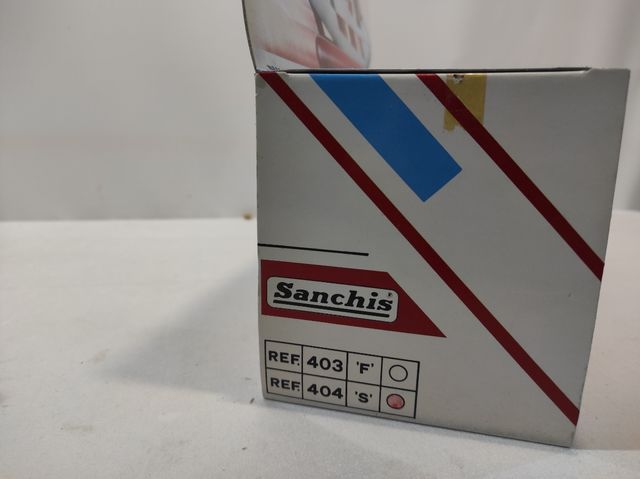 Sanchis
REF. 403 'F'
REF. 404 'S'